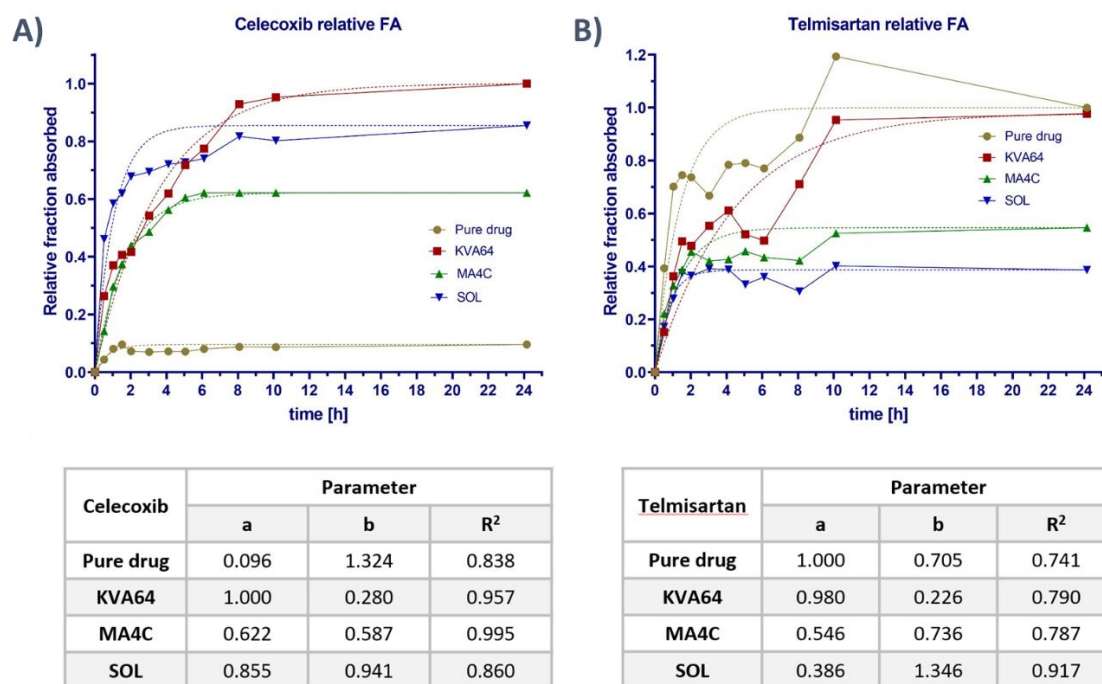 A)
Celecoxib relative FA
Relative fraction absorbed
1.0
0.8
0.6
0.4
0.2
0.0
0 2 4 6 8 10 12 14 16 18 20 22 24
time [h]
Pure drug
KVA64
MA4C
SOL
B)
Telmisartan relative FA
Relative fraction absorbed
1.2
1.0
0.8
0.6
0.4
0.2
0.0
0 2 4 6 8 10 12 14 16 18 20 22 24
time [h]
Pure drug
KVA64
MA4C
SOL
Celecoxib Parameter
a b R²
Pure drug 0.096 1.324 0.838
KVA64 1.000 0.280 0.957
MA4C 0.622 0.587 0.995
SOL 0.855 0.941 0.860
Telmisartan Parameter
a b R²
Pure drug 1.000 0.705 0.741
KVA64 0.980 0.226 0.790
MA4C 0.546 0.736 0.787
SOL 0.386 1.346 0.917